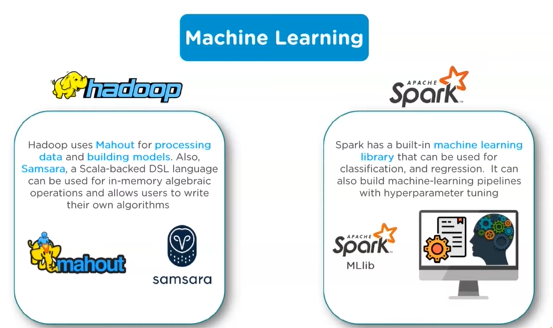 Machine Learning
hadoop
APACHE
Spark™
Hadoop uses Mahout for processing
data and building models. Also,
Samsara, a Scala-backed DSL language
can be used for in-memory algebraic
operations and allows users to write
their own algorithms
mahout
samsara
Spark has a built-in machine learning
library that can be used for
classification, and regression. It can
also build machine-learning pipelines
with hyperparameter tuning
APACHE
Spark™
MLlib